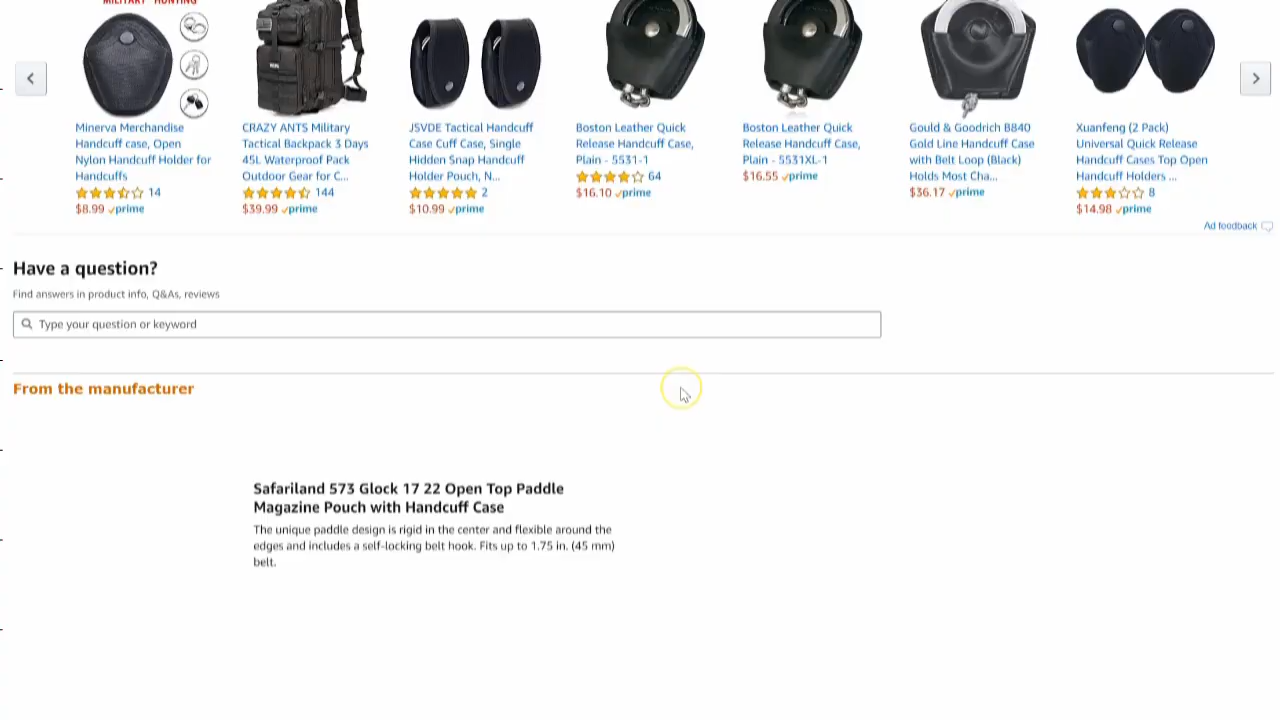 MILITARY HUNTING
Minerva Merchandise
Handcuff case, Open
Nylon Handcuff Holder for
Handcuffs
14
$8.99 prime
CRAZY ANTS Military
Tactical Backpack 3 Days
45L Waterproof Pack
Outdoor Gear for C...
144
$39.99 prime
JSVDE Tactical Handcuff
Case Cuff Case, Single
Hidden Snap Handcuff
Holder Pouch, N...
2
$10.99 prime
Boston Leather Quick
Release Handcuff Case,
Plain - 5531-1
64
$16.10 prime
Boston Leather Quick
Release Handcuff Case,
Plain - 5531XL-1
$16.55 prime
Gould & Goodrich B840
Gold Line Handcuff Case
with Belt Loop (Black)
Holds Most Cha...
$36.17 prime
Xuanfeng (2 Pack)
Universal Quick Release
Handcuff Cases Top Open
Handcuff Holders ...
8
$14.98 prime
Ad feedback
Have a question?
Find answers in product info, Q&As, reviews
Type your question or keyword
From the manufacturer
Safariland 573 Glock 17 22 Open Top Paddle
Magazine Pouch with Handcuff Case
The unique paddle design is rigid in the center and flexible around the
edges and includes a self-locking belt hook. Fits up to 1.75 in. (45 mm)
belt.